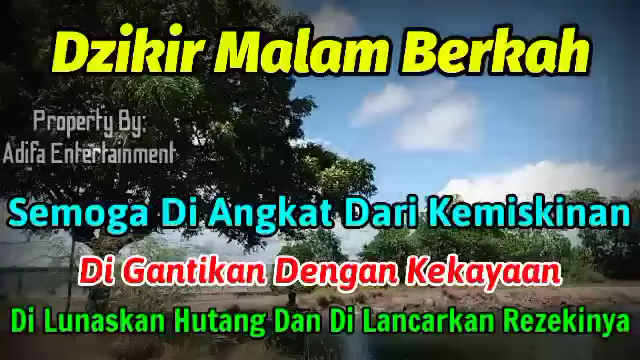 Dzikir Malam Berkah
Property By:
Adifa Entertainment
Semoga Di Angkat Dari Kemiskinan
Di Gantikan Dengan Kekayaan
Di Lunaskan Hutang Dan Di Lancarkan Rezekinya